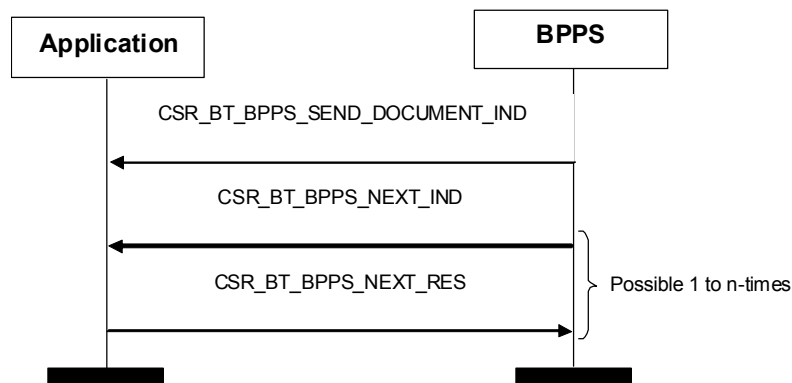 Application
BPPS
CSR_BT_BPPS_SEND_DOCUMENT_IND
CSR_BT_BPPS_NEXT_IND
CSR_BT_BPPS_NEXT_RES
Possible 1 to n-times